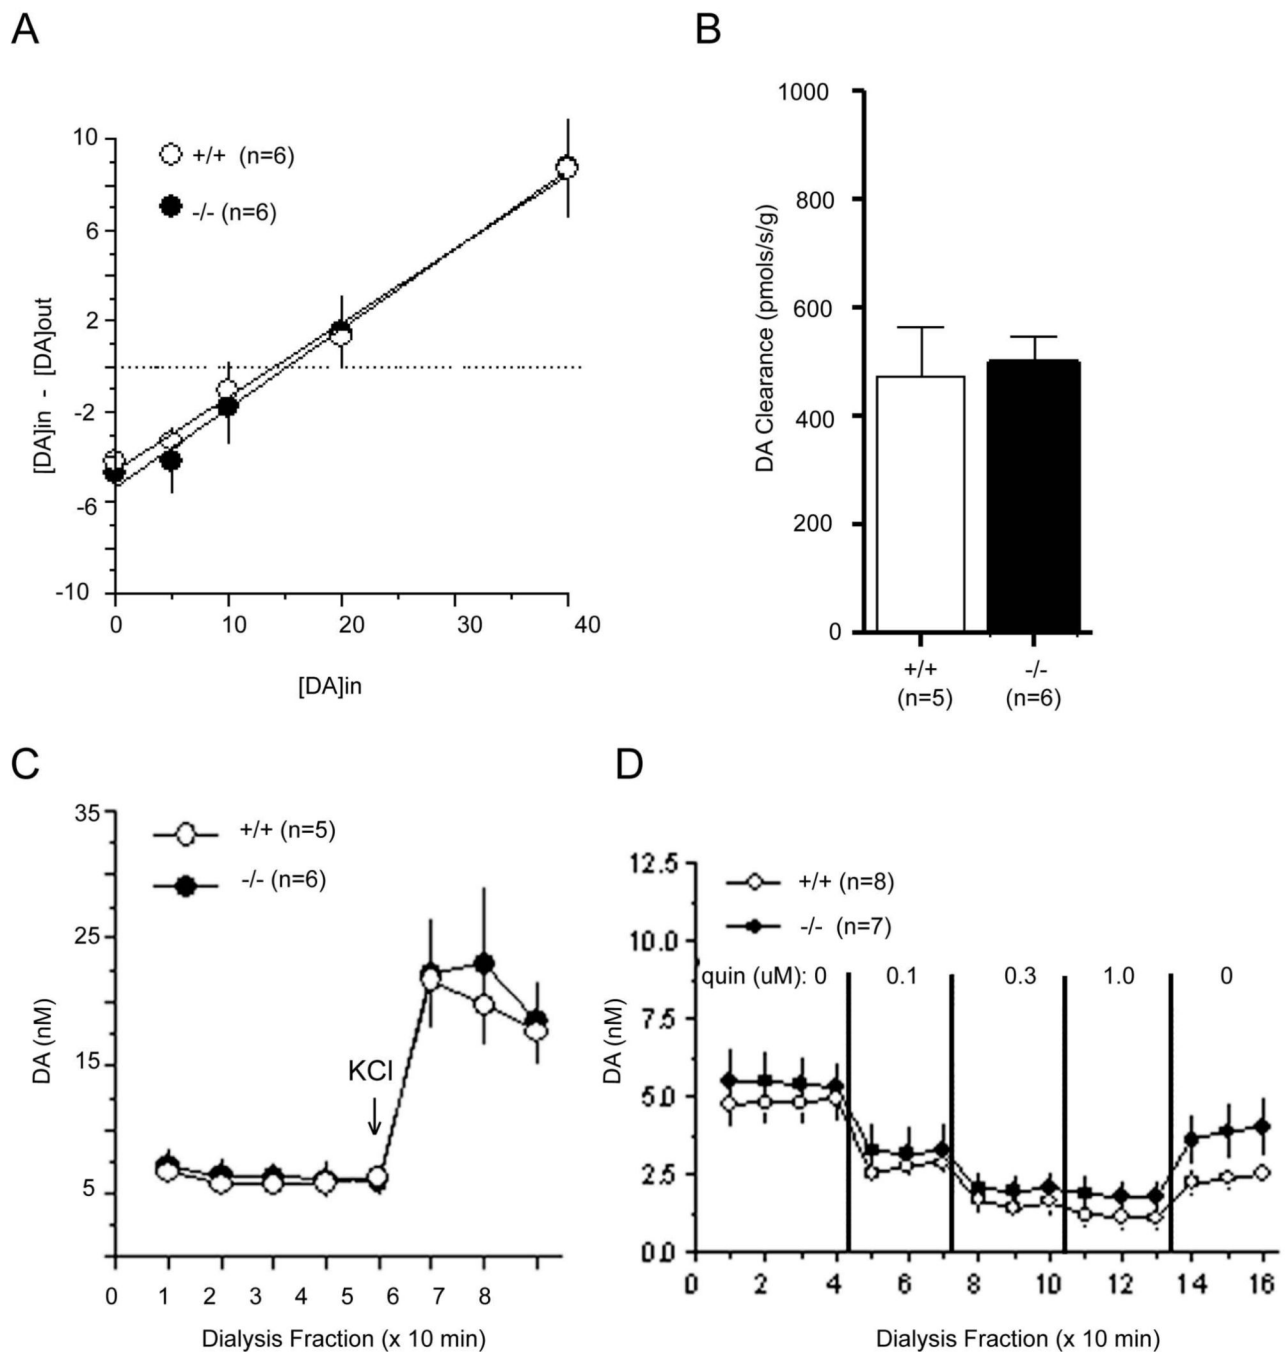 A
10
6
2
-2
-6
-10
+/+ (n=6)
-/- (n=6)
[DA]in - [DA]out
0 10 20 30 40
[DA]in
B
1000
800
600
400
200
0
DA Clearance (pmols/s/g)
+/+ -/-
(n=5) (n=6)
C
35
25
15
5
+/+ (n=5)
-/- (n=6)
KCl
DA (nM)
0 1 2 3 4 5 6 7 8
Dialysis Fraction (x 10 min)
D
12.5
10.0
7.5
5.0
2.5
0.0
+/+ (n=8)
-/- (n=7)
quin (uM): 0 0.1 0.3 1.0 0
DA (nM)
0 2 4 6 8 10 12 14 16
Dialysis Fraction (x 10 min)